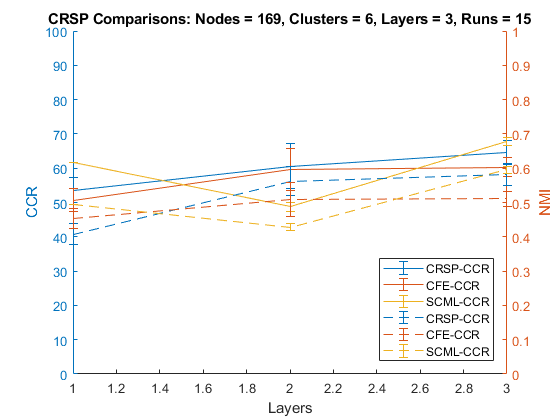 CRSP Comparisons: Nodes = 169, Clusters = 6, Layers = 3, Runs = 15
100
90
80
70
60
50
40
30
20
10
0
CCR
1
0.9
0.8
0.7
0.6
0.5
0.4
0.3
0.2
0.1
0
NMI
CRSP-CCR
CFE-CCR
SCML-CCR
CRSP-CCR
CFE-CCR
SCML-CCR
1 1.2 1.4 1.6 1.8 2 2.2 2.4 2.6 2.8 3
Layers